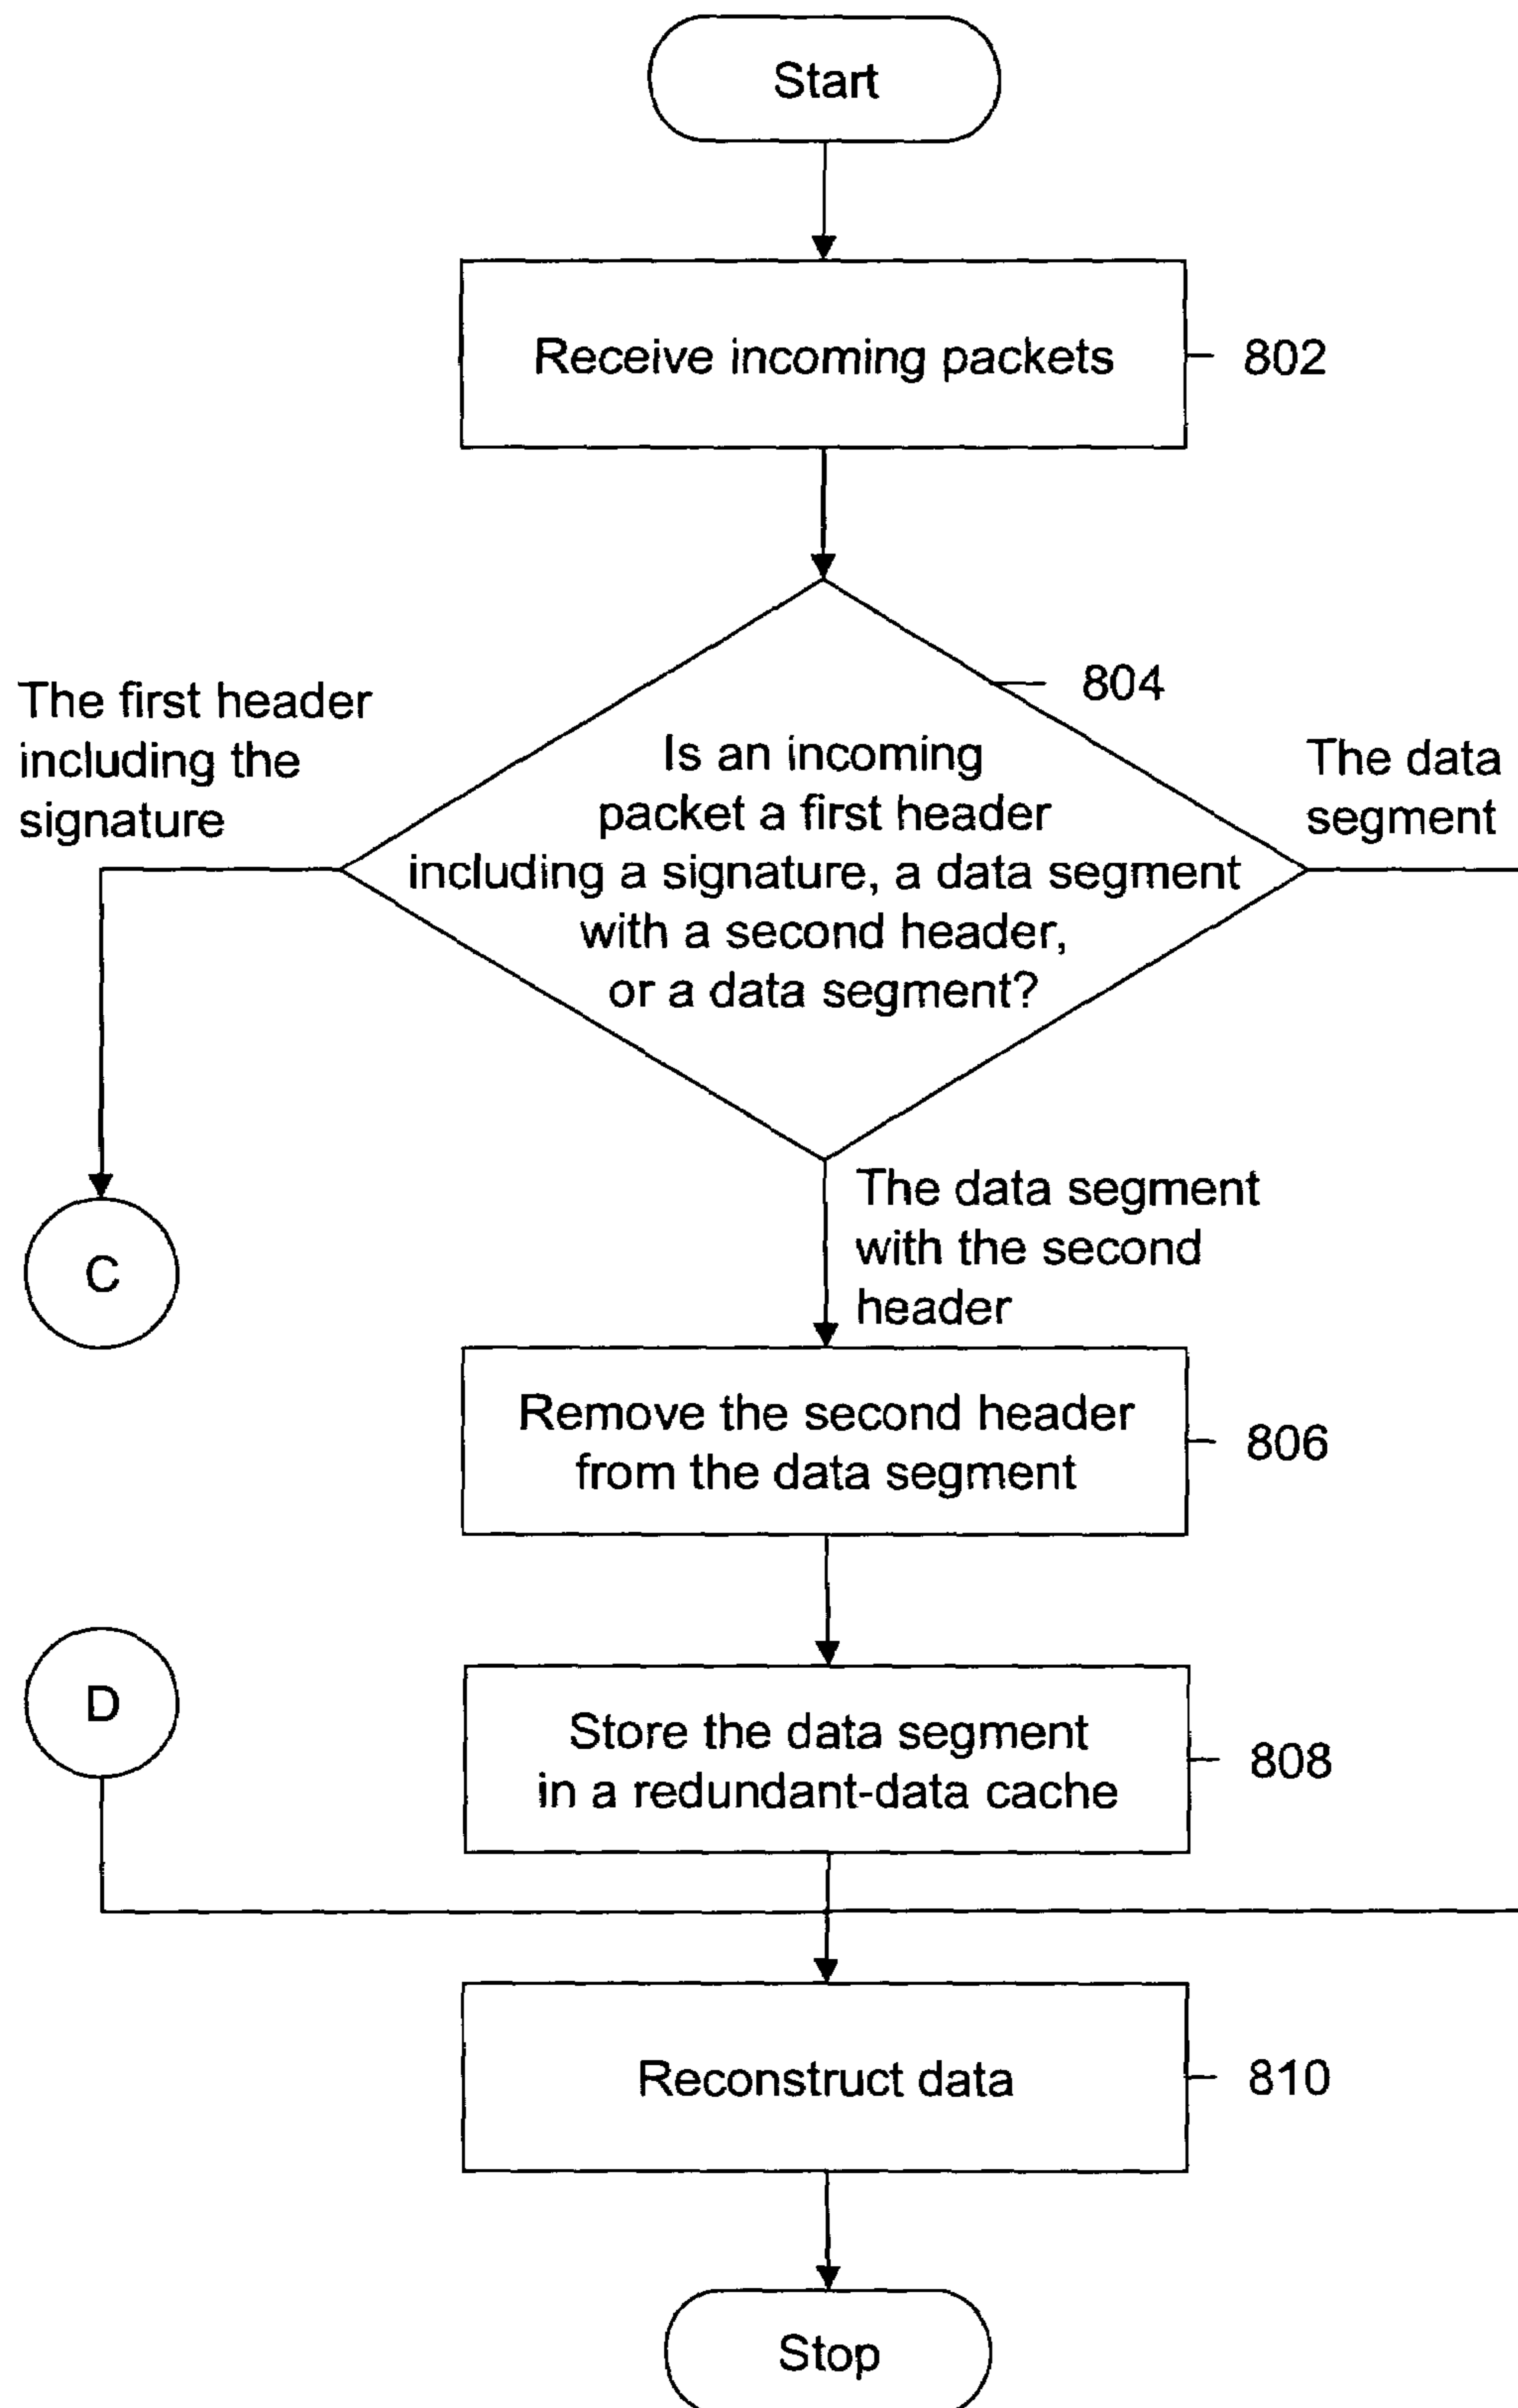 Start
Receive incoming packets
802
804
The first header
including the
signature
Is an incoming
packet a first header
including a signature, a data segment
with a second header,
or a data segment?
The data
segment
The data segment
with the second
header
C
Remove the second header
from the data segment
806
D
Store the data segment
in a redundant-data cache
808
Reconstruct data
810
Stop